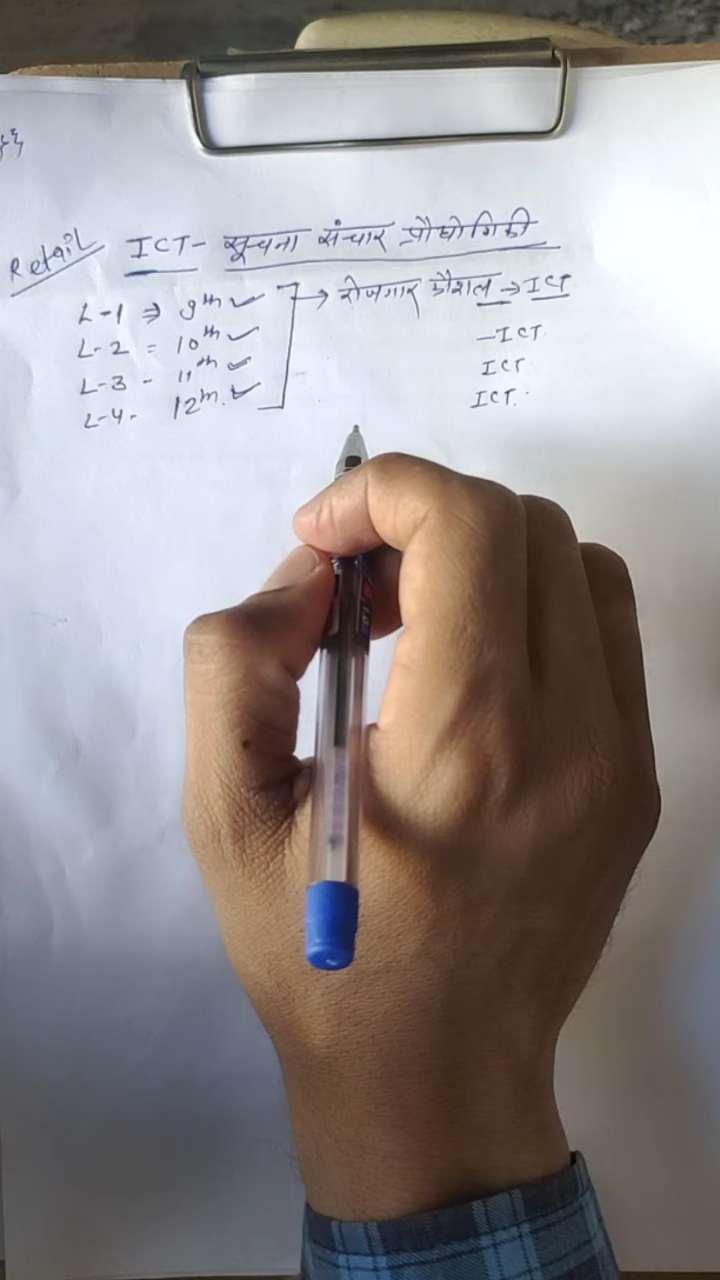 Retail ICT- सूचना संचार प्रौद्योगिकी
L-1 ⇒ 9th ✓ → रोजगार कौशल → ICT
L-2 = 10th ✓ -ICT
L-3 - 11th ✓ ICT
L-4- 12th. ✓ ICT.